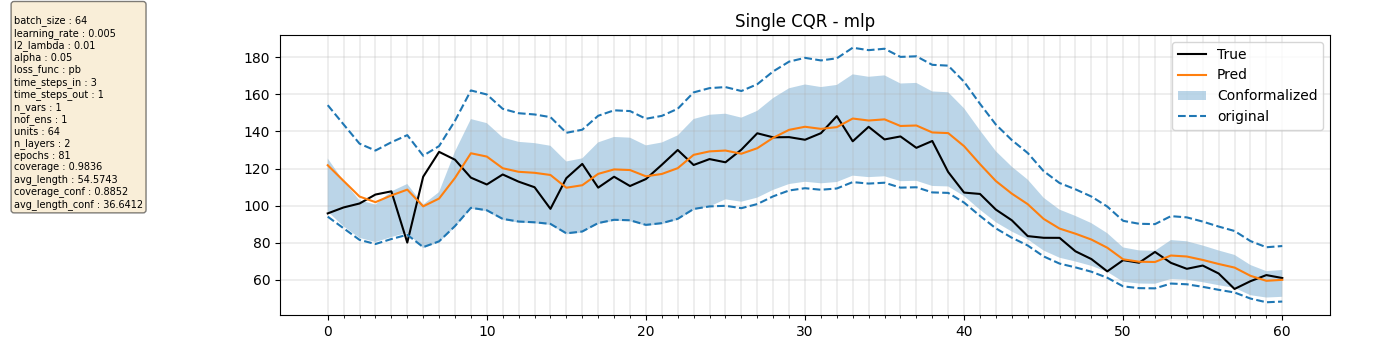 batch_size : 64
learning_rate : 0.005
l2_lambda : 0.01
alpha : 0.05
loss_func : pb
time_steps_in : 3
time_steps_out : 1
n_vars : 1
nof_ens : 1
units : 64
n_layers : 2
epochs : 81
coverage : 0.9836
avg_length : 54.5743
coverage_conf : 0.8852
avg_length_conf : 36.6412
Single CQR - mlp
True
Pred
Conformalized
original
180
160
140
120
100
80
60
0 10 20 30 40 50 60